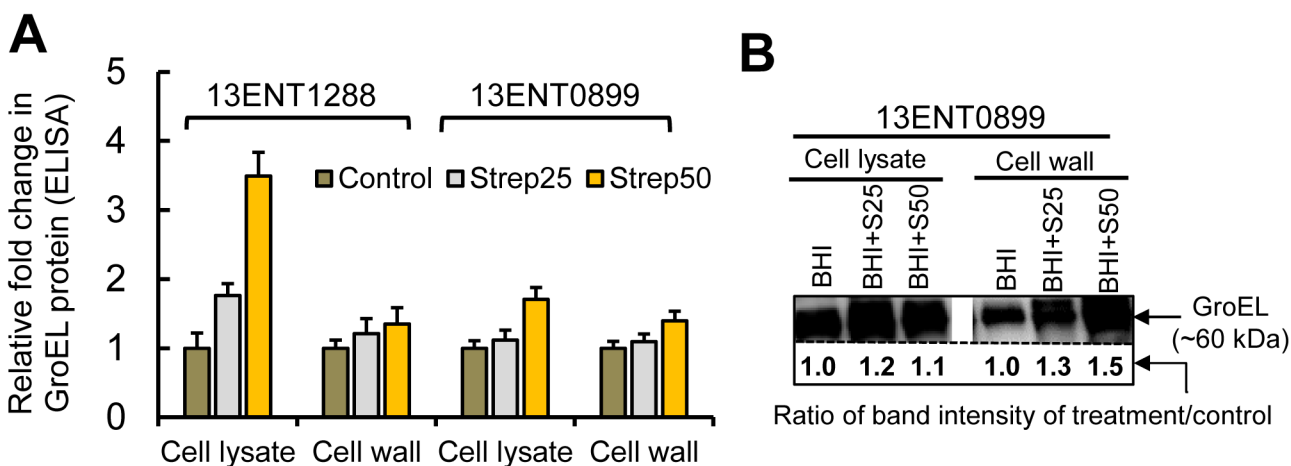 A
Relative fold change in
GroEL protein (ELISA)
5
4
3
2
1
0
13ENT1288
13ENT0899
Control
Strep25
Strep50
Cell lysate
Cell wall
Cell lysate
Cell wall
B
13ENT0899
Cell lysate
Cell wall
BHI
BHI+S25
BHI+S50
BHI
BHI+S25
BHI+S50
GroEL
(~60 kDa)
1.0 1.2 1.1 1.0 1.3 1.5
Ratio of band intensity of treatment/control